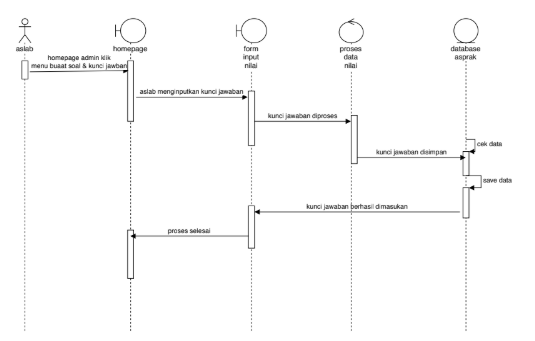 aslab
homepage
form
input
nilai
proses
data
nilai
database
asprak
homepage admin klik
menu buaat soal & kunci jawban
aslab menginputkan kunci jawaban
kunci jawaban diproses
cek data
kunci jawaban disimpan
save data
kunci jawaban berhasil dimasukan
proses selesai